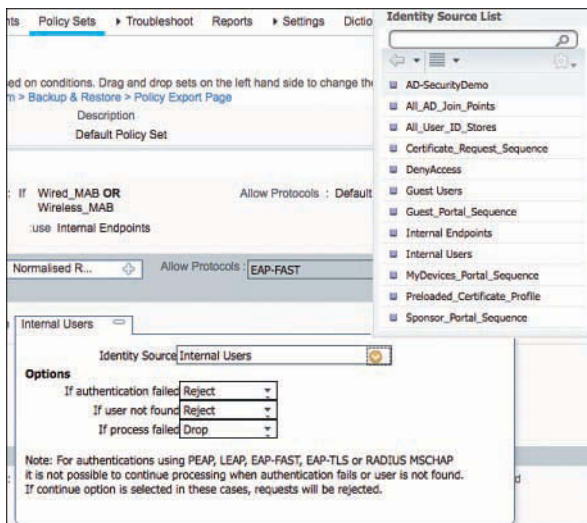 nts Policy Sets Troubleshoot Reports Settings Dictio
Identity Source List
ed on conditions. Drag and drop sets on the left hand side to change the
m > Backup & Restore > Policy Export Page
Description
Default Policy Set
AD-SecurityDemo
All_AD_Join_Points
All_User_ID_Stores
Certificate_Request_Sequence
DenyAccess
Guest Users
Guest_Portal_Sequence
Internal Endpoints
Internal Users
MyDevices_Portal_Sequence
Preloaded_Certificate_Profile
Sponsor_Portal_Sequence
: If Wired_MAB OR
Wireless_MAB
Allow Protocols : Default
:use Internal Endpoints
Normalised R...
Allow Protocols : EAP-FAST
Internal Users
Identity Source Internal Users
Options
If authentication failed Reject
If user not found Reject
If process failed Drop
Note: For authentications using PEAP, LEAP, EAP-FAST, EAP-TLS or RADIUS MSCHAP
it is not possible to continue processing when authentication fails or user is not found.
If continue option is selected in these cases, requests will be rejected.
d